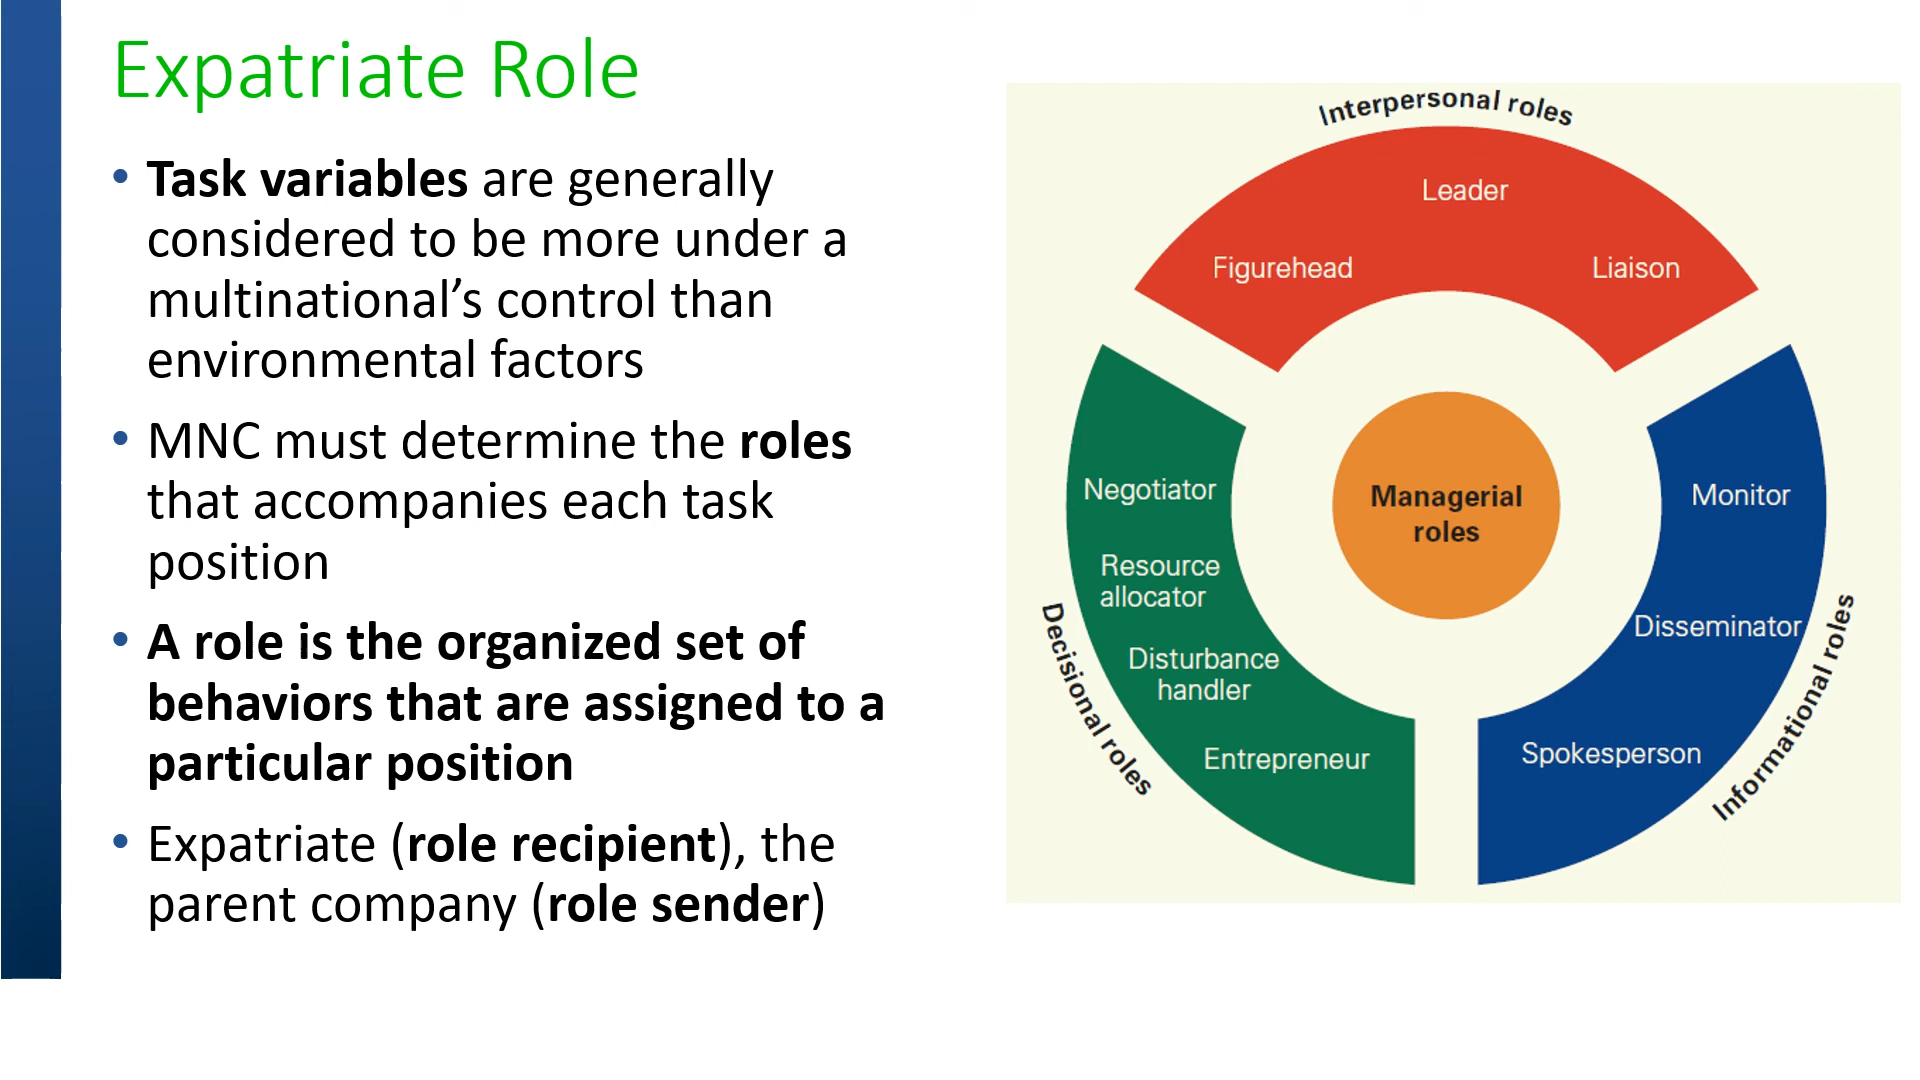 Expatriate Role
• Task variables are generally
considered to be more under a
multinational’s control than
environmental factors
• MNC must determine the roles
that accompanies each task
position
• A role is the organized set of
behaviors that are assigned to a
particular position
• Expatriate (role recipient), the
parent company (role sender)
Interpersonal roles
Leader
Figurehead
Liaison
Managerial
roles
Negotiator
Resource
allocator
Disturbance
handler
Entrepreneur
Decisional roles
Monitor
Disseminator
Spokesperson
Informational roles